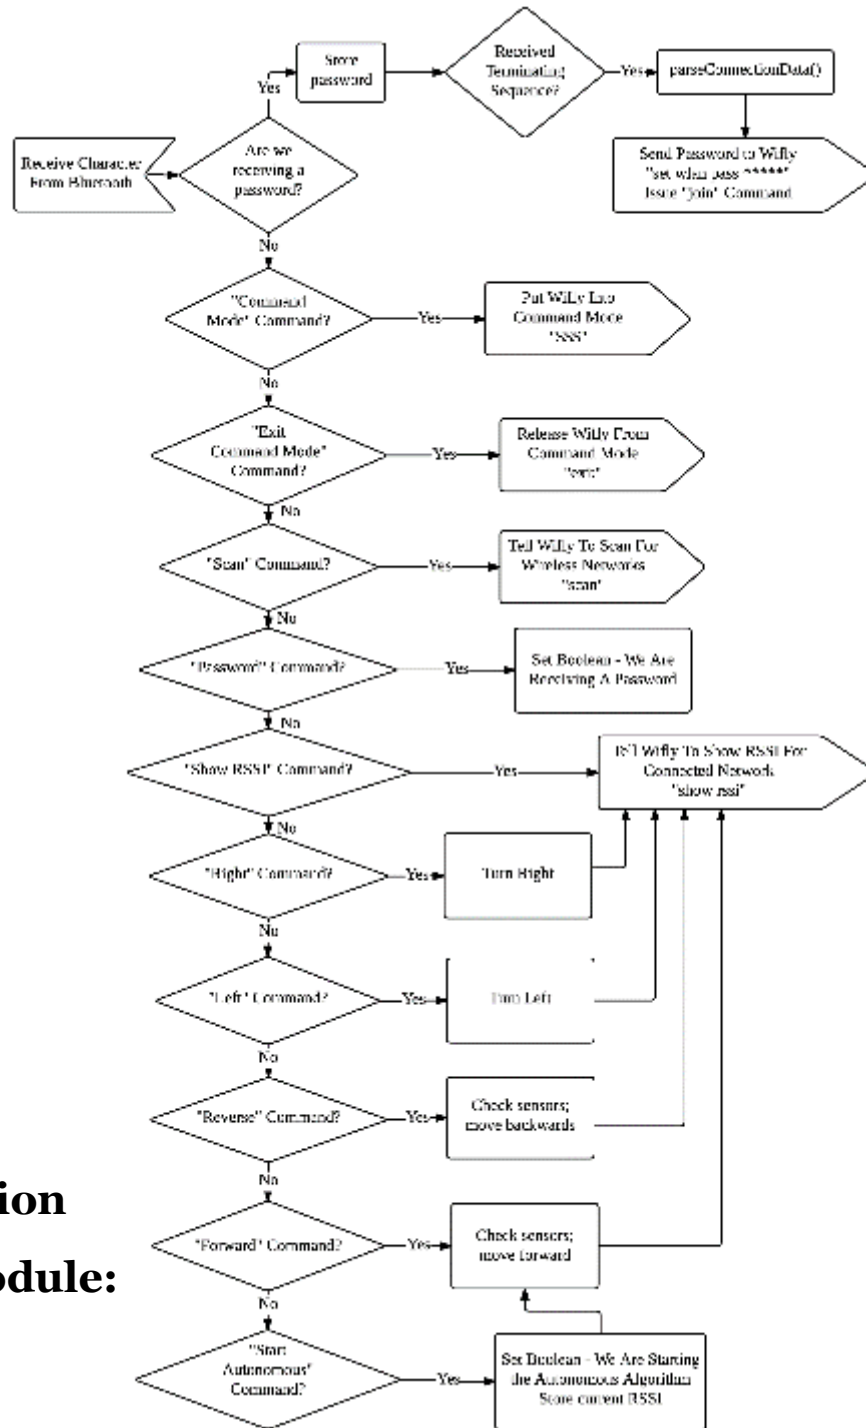 Store
password
Received
Terminating
Sequence?
Yes
parseConnectionData()
Yes
Receive Character
From Bluetooth
Are we
receiving a
password?
Send Password to Wifly
"set wlan pass *****"
Issue "join" Command
No
"Command
Mode" Command?
Yes
Put Wifly Into
Command Mode
"$$$"
No
"Exit
Command Mode"
Command?
Yes
Release Wifly From
Command Mode
"exit"
No
"Scan" Command?
Yes
Tell Wifly To Scan For
Wireless Networks
"scan"
No
"Password" Command?
Yes
Set Boolean - We Are
Receiving A Password
No
"Show RSSI" Command?
Yes
Tell Wifly To Show RSSI For
Connected Network
"show rssi"
No
"Right" Command?
Yes
Turn Right
No
"Left" Command?
Yes
Turn Left
No
"Reverse" Command?
Yes
Check sensors;
move backwards
No
ion
"Forward" Command?
Yes
Check sensors;
move forward
odule:
No
"Start
Autonomous"
Command?
Yes
Set Boolean - We Are Starting
the Autonomous Algorithm
Store current RSSI